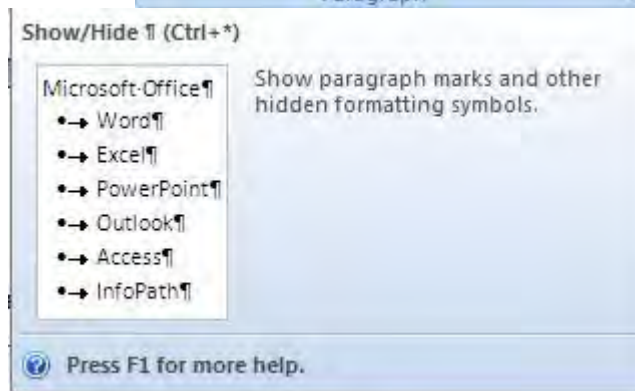 Show/Hide ¶ (Ctrl+*)
Microsoft·Office¶
•→ Word¶
•→ Excel¶
•→ PowerPoint¶
•→ Outlook¶
•→ Access¶
•→ InfoPath¶
Show paragraph marks and other
hidden formatting symbols.
Press F1 for more help.